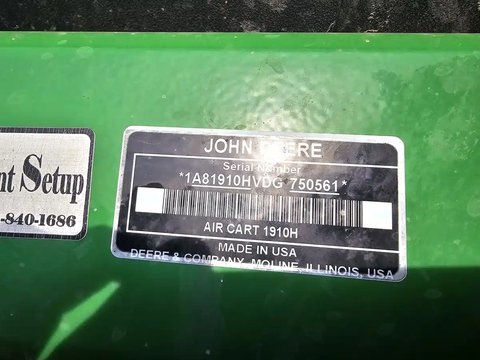 nt Setup
-840-1686
JOHN DEERE
Serial Number
*1A81910HVDG 750561*
AIR CART 1910H
MADE IN USA
DEERE & COMPANY, MOLINE, ILLINOIS, USA